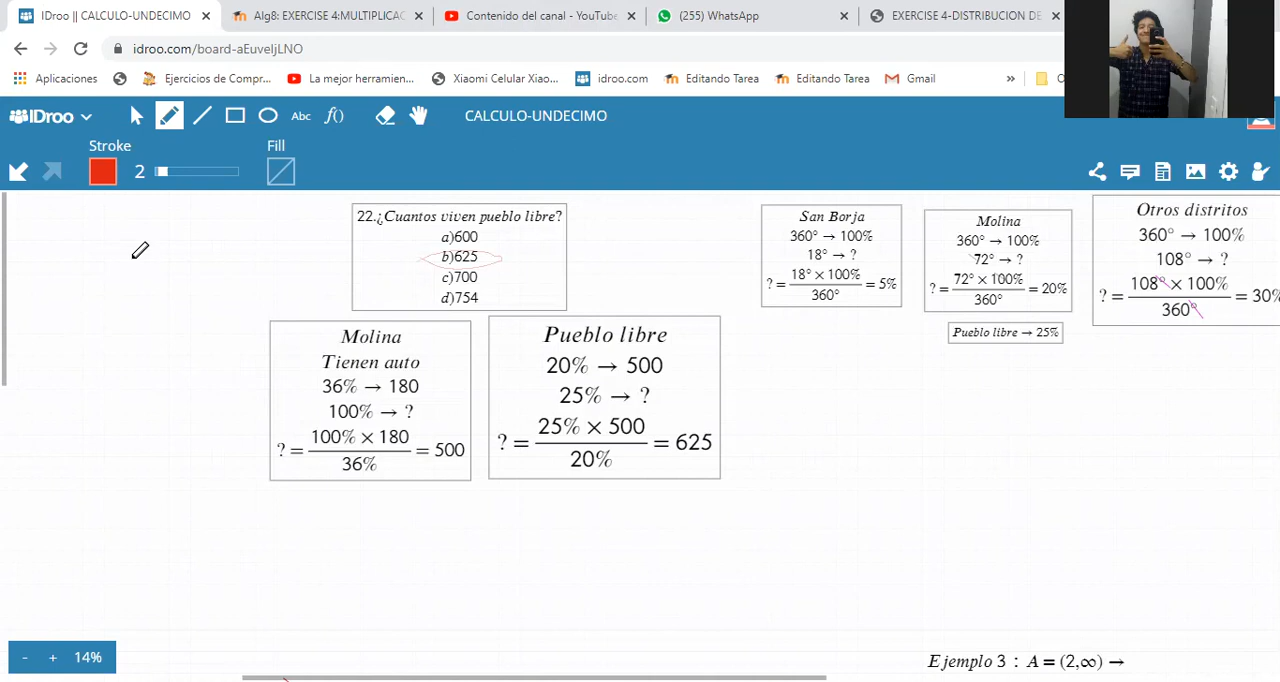 IDroo || CALCULO-UNDECIMO
Alg8: EXERCISE 4:MULTIPLICAC
Contenido del canal - YouTube
(255) WhatsApp
EXERCISE 4-DISTRIBUCION DE
idroo.com/board-aEuveIjLNO
Aplicaciones
Ejercicios de Compr...
La mejor herramien...
Xiaomi Celular Xiao...
idroo.com
Editando Tarea
Editando Tarea
Gmail
»
IDroo
Abc
f()
CALCULO-UNDECIMO
Stroke
Fill
2
22.¿Cuantos viven pueblo libre?
a)600
b)625
c)700
d)754
San Borja
360° → 100%
18° → ?
? = 18° × 100% / 360° = 5%
Molina
360° → 100%
72° → ?
? = 72° × 100% / 360° = 20%
Otros distritos
360° → 100%
108° → ?
? = 108° × 100% / 360° = 30%
Pueblo libre → 25%
Molina
Tienen auto
36% → 180
100% → ?
? = 100% × 180 / 36% = 500
Pueblo libre
20% → 500
25% → ?
? = 25% × 500 / 20% = 625
- + 14%
Ejemplo 3 : A = (2,∞) →